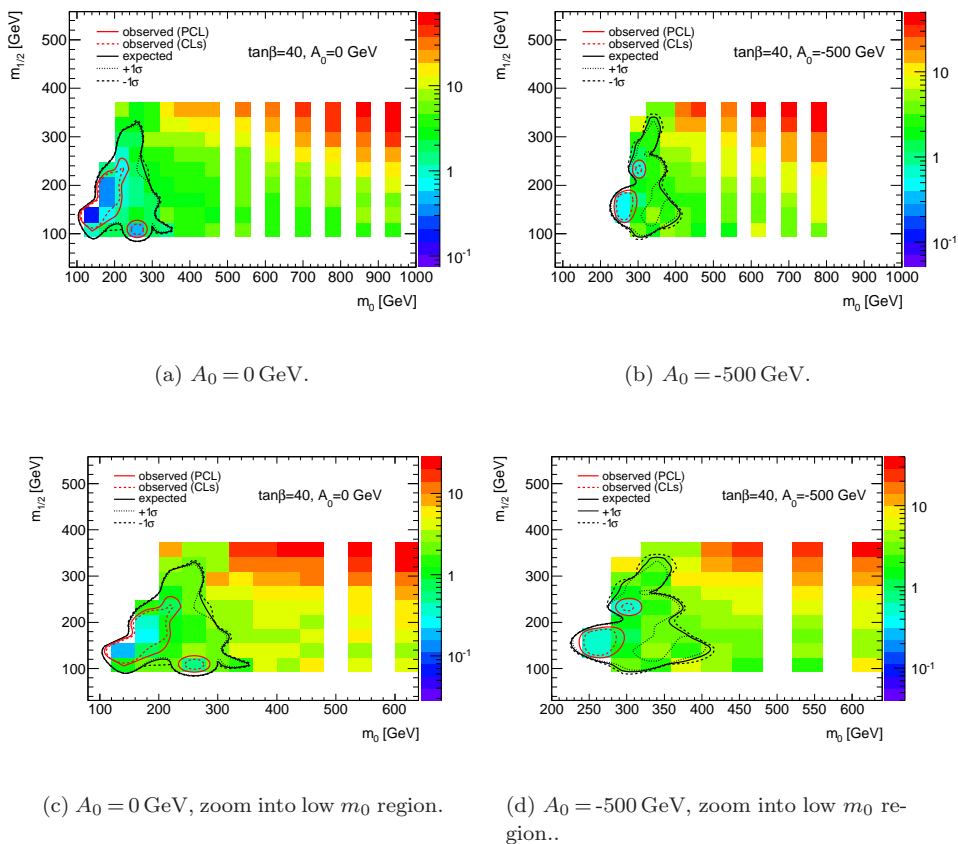 m1/2 [GeV]
500
400
300
200
100
observed (PCL)
observed (CLs)
expected
+1σ
-1σ
tanβ=40, A0=0 GeV
10
1
10-1
100 200 300 400 500 600 700 800 900 1000
m0 [GeV]
m1/2 [GeV]
500
400
300
200
100
observed (PCL)
observed (CLs)
expected
+1σ
-1σ
tanβ=40, A0=-500 GeV
10
1
10-1
100 200 300 400 500 600 700 800 900 1000
m0 [GeV]
(a) A0 = 0 GeV.
(b) A0 = -500 GeV.
m1/2 [GeV]
500
400
300
200
100
observed (PCL)
observed (CLs)
expected
+1σ
-1σ
tanβ=40, A0=0 GeV
10
1
10-1
100 200 300 400 500 600
m0 [GeV]
m1/2 [GeV]
500
400
300
200
100
observed (PCL)
observed (CLs)
expected
+1σ
-1σ
tanβ=40, A0=-500 GeV
10
1
10-1
200 250 300 350 400 450 500 550 600
m0 [GeV]
(c) A0 = 0 GeV, zoom into low m0 region.
(d) A0 = -500 GeV, zoom into low m0 re-
gion..